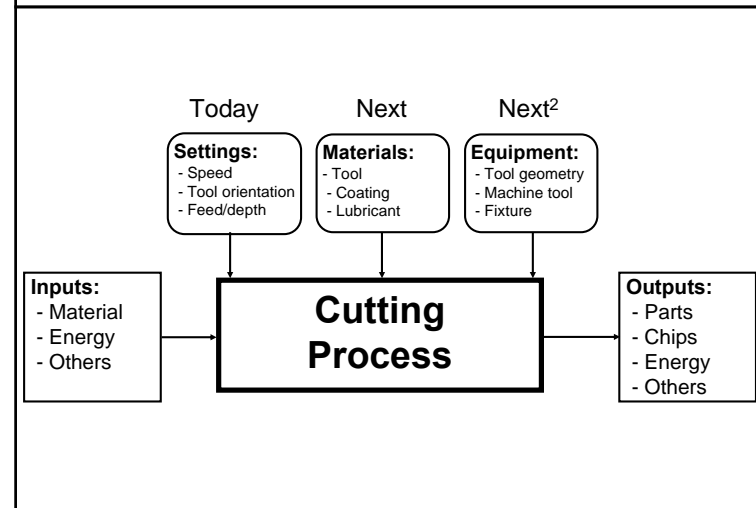 Today
Next
Next²
Settings:
- Speed
- Tool orientation
- Feed/depth
Materials:
- Tool
- Coating
- Lubricant
Equipment:
- Tool geometry
- Machine tool
- Fixture
Inputs:
- Material
- Energy
- Others
Cutting
Process
Outputs:
- Parts
- Chips
- Energy
- Others